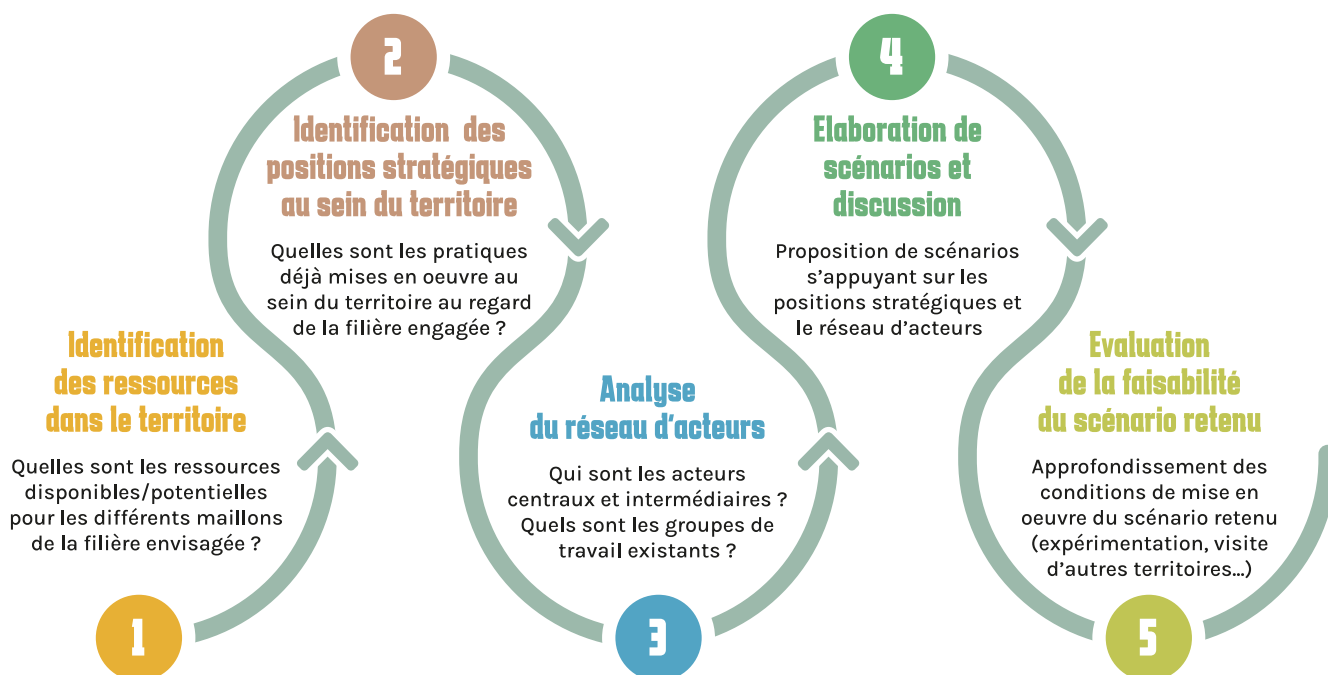 1
Identification
des ressources
dans le territoire
Quelles sont les ressources
disponibles/potentielles
pour les différents maillons
de la filière envisagée ?
2
Identification des
positions stratégiques
au sein du territoire
Quelles sont les pratiques
déjà mises en oeuvre au
sein du territoire au regard
de la filière engagée ?
3
Analyse
du réseau d'acteurs
Qui sont les acteurs
centraux et intermédiaires ?
Quels sont les groupes de
travail existants ?
4
Elaboration de
scénarios et
discussion
Proposition de scénarios
s'appuyant sur les
positions stratégiques et
le réseau d'acteurs
5
Evaluation
de la faisabilité
du scénario retenu
Approfondissement des
conditions de mise en
oeuvre du scénario retenu
(expérimentation, visite
d'autres territoires...)